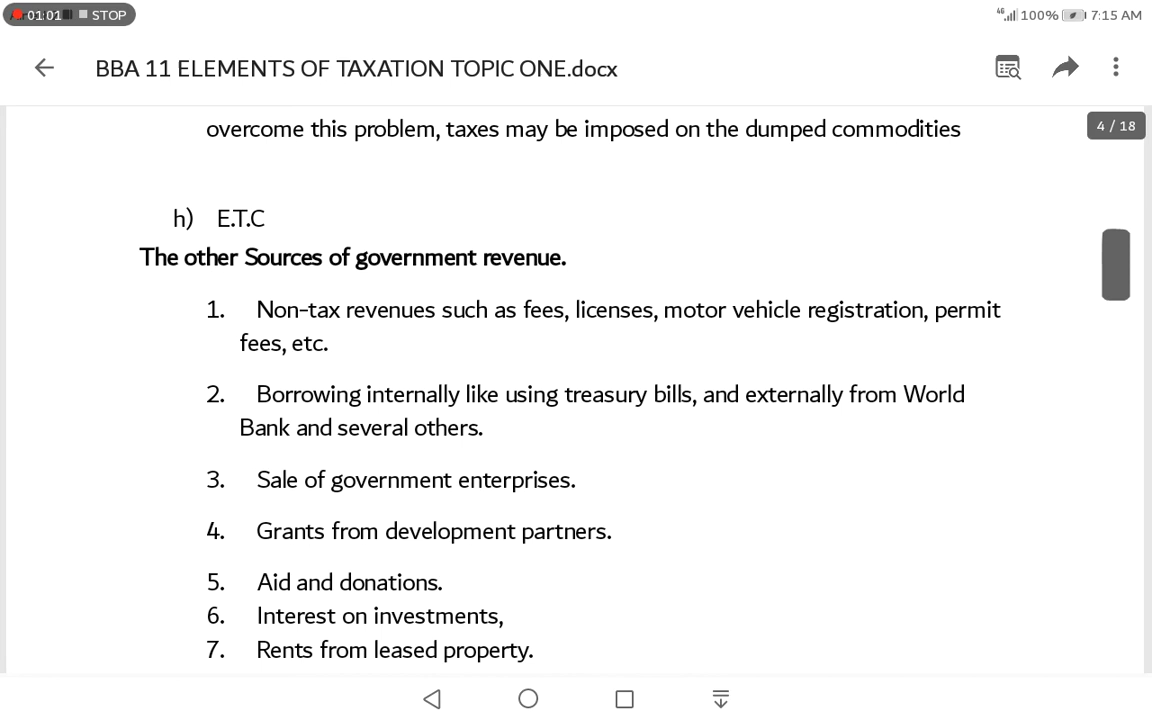 01:01 STOP
4G 100% 7:15 AM
BBA 11 ELEMENTS OF TAXATION TOPIC ONE.docx
overcome this problem, taxes may be imposed on the dumped commodities
4 / 18
h) E.T.C
The other Sources of government revenue.
1. Non-tax revenues such as fees, licenses, motor vehicle registration, permit
fees, etc.
2. Borrowing internally like using treasury bills, and externally from World
Bank and several others.
3. Sale of government enterprises.
4. Grants from development partners.
5. Aid and donations.
6. Interest on investments,
7. Rents from leased property.